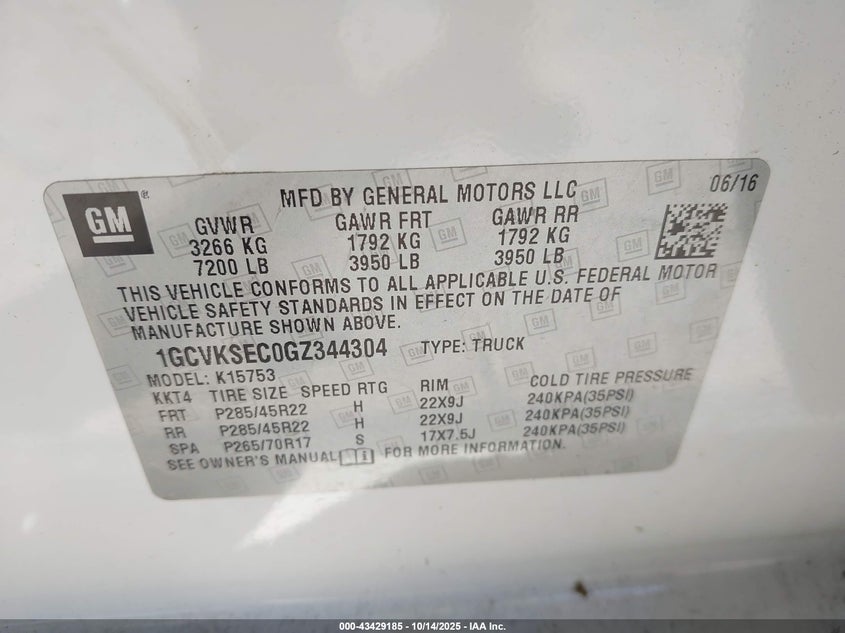 GM
®
MFD BY GENERAL MOTORS LLC
06/16
GVWR GAWR FRT GAWR RR
3266 KG 1792 KG 1792 KG
7200 LB 3950 LB 3950 LB
THIS VEHICLE CONFORMS TO ALL APPLICABLE U.S. FEDERAL MOTOR
VEHICLE SAFETY STANDARDS IN EFFECT ON THE DATE OF
MANUFACTURE SHOWN ABOVE.
1GCVKSEC0GZ344304 TYPE: TRUCK
MODEL: K15753
KKT4 TIRE SIZE SPEED RTG RIM COLD TIRE PRESSURE
FRT P285/45R22 H 22X9J 240KPA(35PSI)
RR P285/45R22 H 22X9J 240KPA(35PSI)
SPA P265/70R17 S 17X7.5J 240KPA(35PSI)
SEE OWNER'S MANUAL FOR MORE INFORMATION.
000-43429185 - 10/14/2025 - IAA Inc.